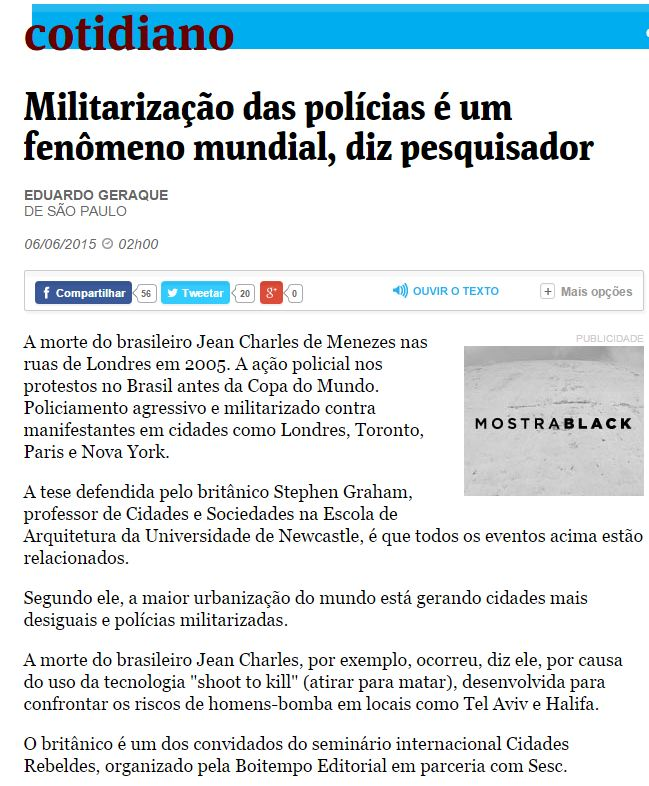 cotidiano
Militarização das polícias é um
fenômeno mundial, diz pesquisador
EDUARDO GERAQUE
DE SÃO PAULO
06/06/2015 02h00
Compartilhar 56 Tweetar 20 g+ 0 OUVIR O TEXTO + Mais opções
PUBLICIDADE
MOSTRABLACK
A morte do brasileiro Jean Charles de Menezes nas
ruas de Londres em 2005. A ação policial nos
protestos no Brasil antes da Copa do Mundo.
Policiamento agressivo e militarizado contra
manifestantes em cidades como Londres, Toronto,
Paris e Nova York.
A tese defendida pelo britânico Stephen Graham,
professor de Cidades e Sociedades na Escola de
Arquitetura da Universidade de Newcastle, é que todos os eventos acima estão
relacionados.
Segundo ele, a maior urbanização do mundo está gerando cidades mais
desiguais e polícias militarizadas.
A morte do brasileiro Jean Charles, por exemplo, ocorreu, diz ele, por causa
do uso da tecnologia "shoot to kill" (atirar para matar), desenvolvida para
confrontar os riscos de homens-bomba em locais como Tel Aviv e Halifa.
O britânico é um dos convidados do seminário internacional Cidades
Rebeldes, organizado pela Boitempo Editorial em parceria com Sesc.